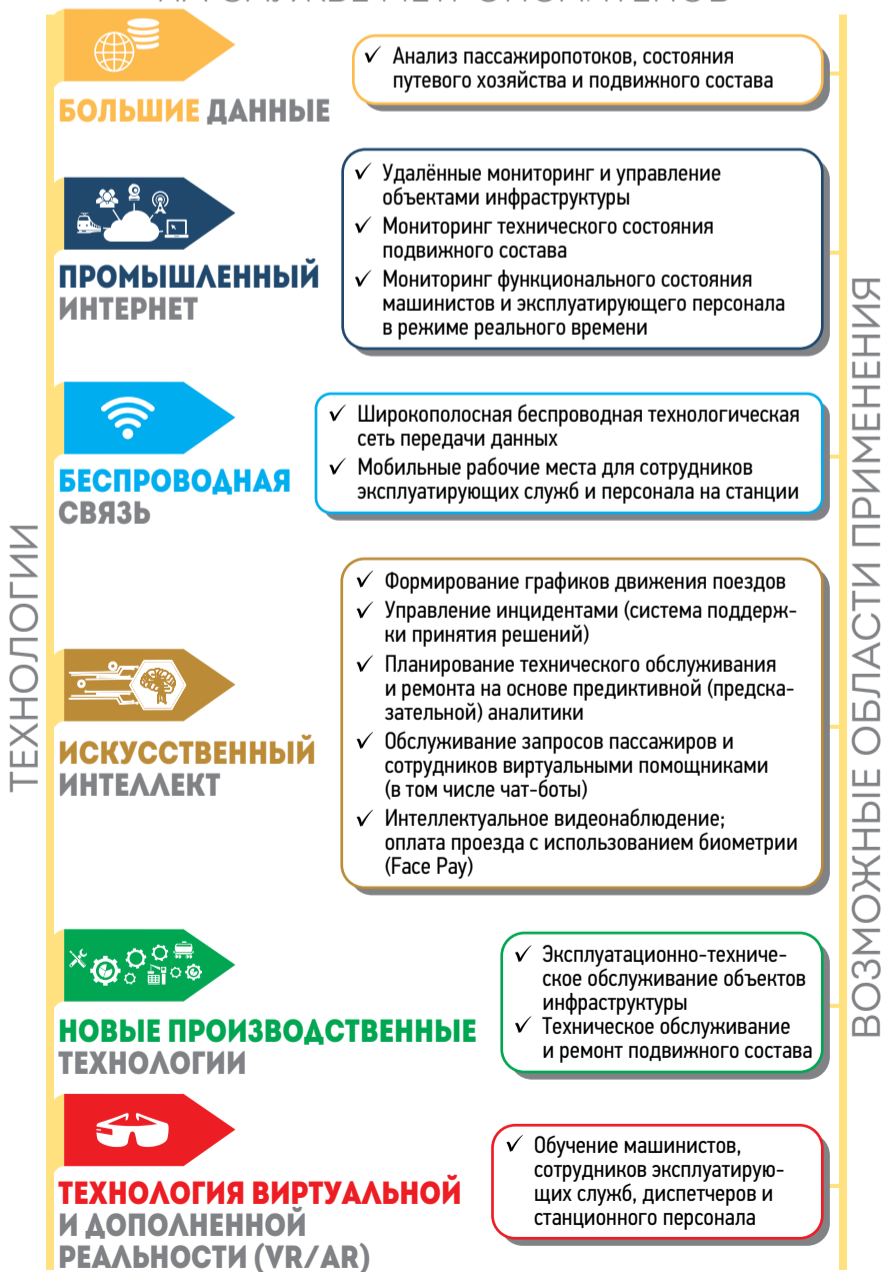 БОЛЬШИЕ ДАННЫЕ
✓ Анализ пассажиропотоков, состояния
путевого хозяйства и подвижного состава
ПРОМЫШЛЕННЫЙ
ИНТЕРНЕТ
✓ Удалённые мониторинг и управление
объектами инфраструктуры
✓ Мониторинг технического состояния
подвижного состава
✓ Мониторинг функционального состояния
машинистов и эксплуатирующего персонала
в режиме реального времени
БЕСПРОВОДНАЯ
СВЯЗЬ
✓ Широкополосная беспроводная технологическая
сеть передачи данных
✓ Мобильные рабочие места для сотрудников
эксплуатирующих служб и персонала на станции
ТЕХНОЛОГИИ
ИСКУССТВЕННЫЙ
ИНТЕЛЛЕКТ
✓ Формирование графиков движения поездов
✓ Управление инцидентами (система поддерж-
ки принятия решений)
✓ Планирование технического обслуживания
и ремонта на основе предиктивной (предска-
зательной) аналитики
✓ Обслуживание запросов пассажиров и
сотрудников виртуальными помощниками
(в том числе чат-боты)
✓ Интеллектуальное видеонаблюдение;
оплата проезда с использованием биометрии
(Face Pay)
ВОЗМОЖНЫЕ ОБЛАСТИ ПРИМЕНЕНИЯ
НОВЫЕ ПРОИЗВОДСТВЕННЫЕ
ТЕХНОЛОГИИ
✓ Эксплуатационно-техниче-
ское обслуживание объектов
инфраструктуры
✓ Техническое обслуживание
и ремонт подвижного состава
ТЕХНОЛОГИЯ ВИРТУАЛЬНОЙ
И ДОПОЛНЕННОЙ
РЕАЛЬНОСТИ (VR/AR)
✓ Обучение машинистов,
сотрудников эксплуатирую-
щих служб, диспетчеров и
станционного персонала